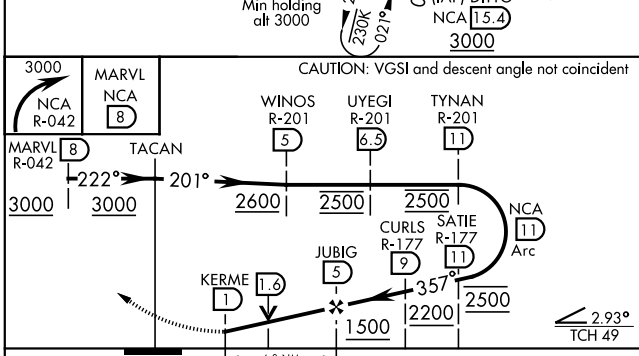 Min holding
alt 3000
230K
021°
NCA 15.4
3000
3000
NCA
R-042
MARVL
NCA
8
CAUTION: VGSI and descent angle not coincident
WINOS
R-201
5
UYEGI
R-201
6.5
TYNAN
R-201
11
MARVL
R-042
8
TACAN
222°
201°
3000
3000
2600
2500
2500
NCA
11
Arc
CURLS
R-177
9
SATIE
R-177
11
JUBIG
5
KERME
1
1.6
357°
1500
2200
2500
2.93°
TCH 49